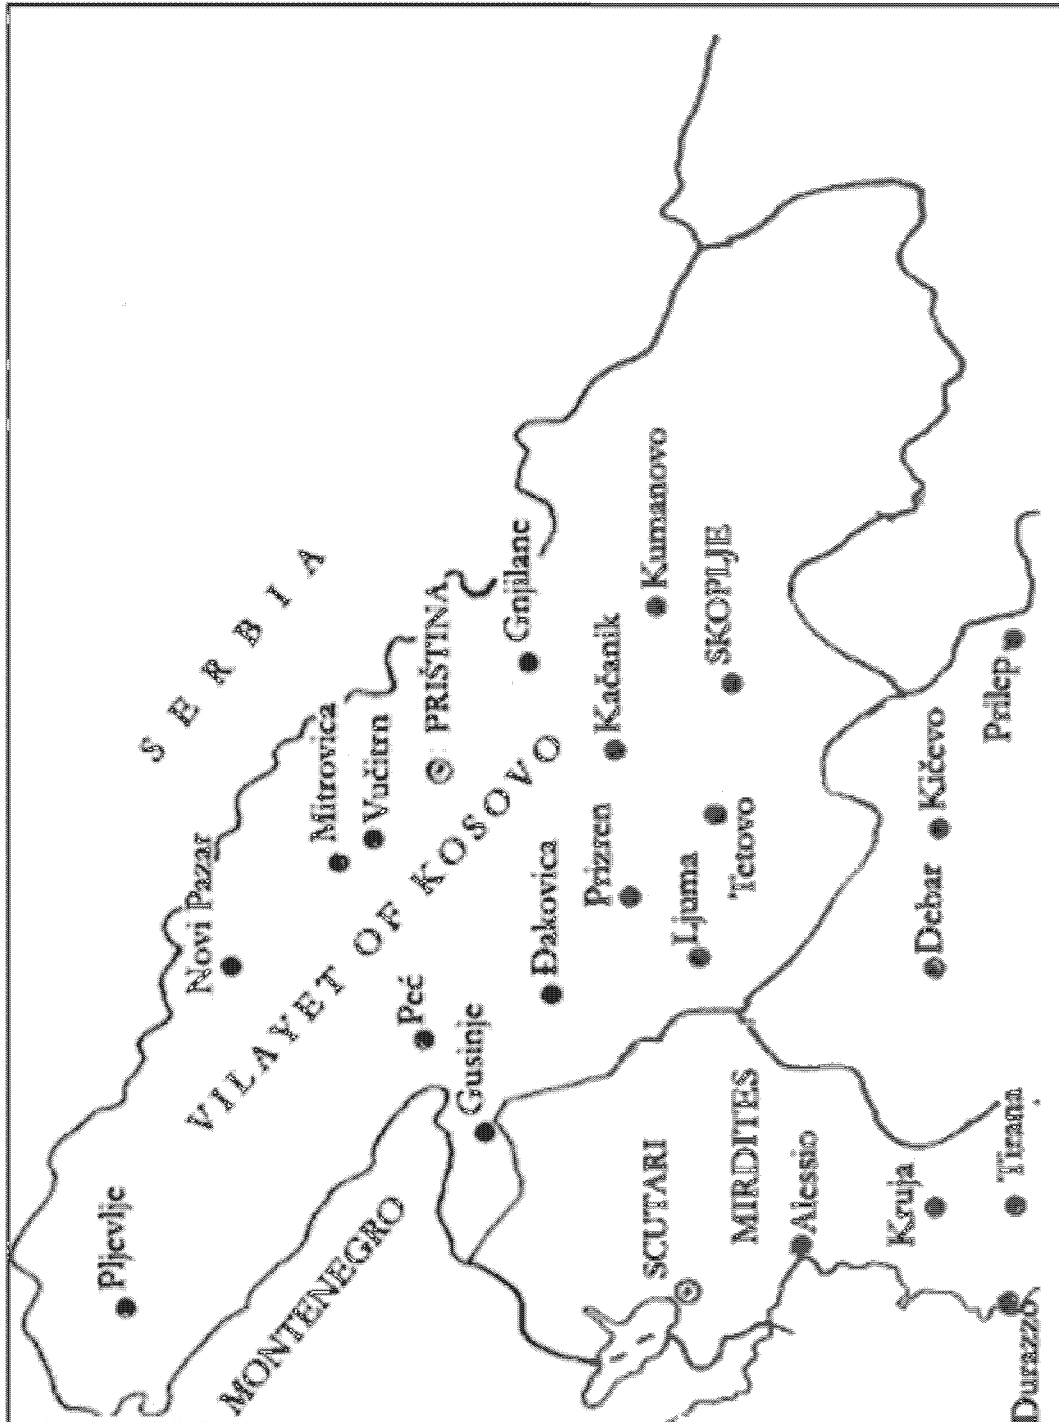 SERBIA
Novi Pazar
Mitrovica
Vučitrn
PRIŠTINA
Gnjilane
Kumanovo
Kačanik
SKOPLJE
VILAYET OF KOSOVO
Pljevlje
Peć
Gusinje
Đakovica
Prizren
Ljuma
Tetovo
MONTENEGRO
SCUTARI
MIRDITES
Alessio
Kruja
Tirana
Durazzo
Debar
Kičevo
Prilep